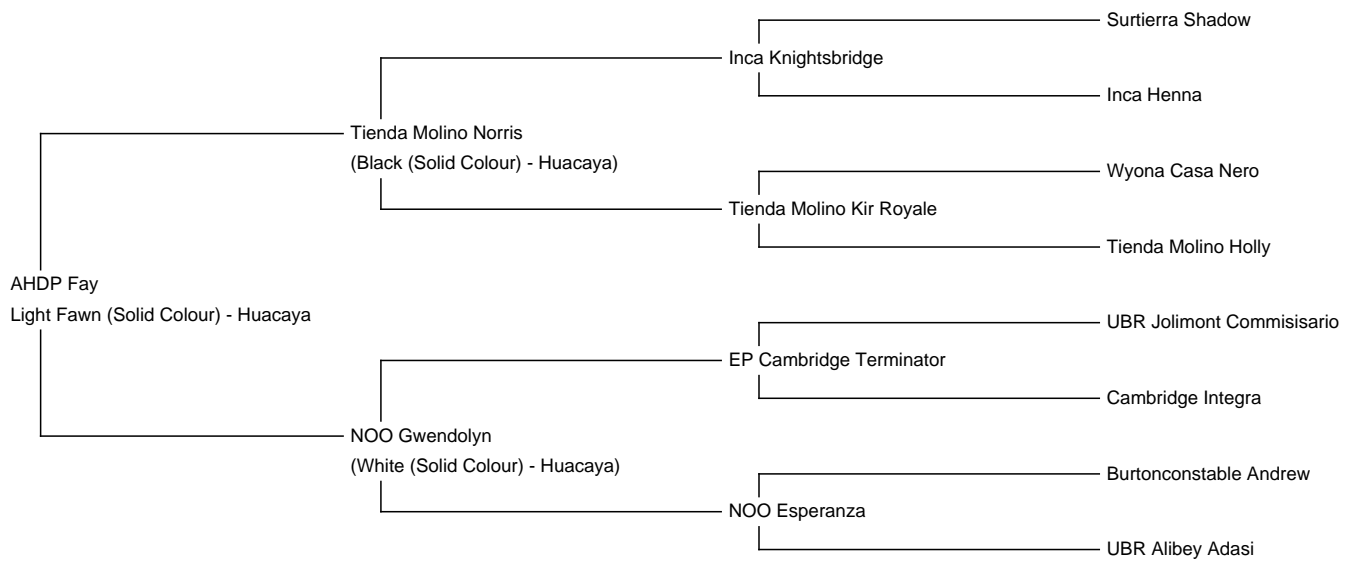 Surtierra Shadow
Inca Knightsbridge
Inca Henna
Tienda Molino Norris
(Black (Solid Colour) - Huacaya)
Wyona Casa Nero
Tienda Molino Kir Royale
Tienda Molino Holly
AHDP Fay
Light Fawn (Solid Colour) - Huacaya
UBR Jolimont Commisisario
EP Cambridge Terminator
Cambridge Integra
NOO Gwendolyn
(White (Solid Colour) - Huacaya)
Burtonconstable Andrew
NOO Esperanza
UBR Alibey Adasi